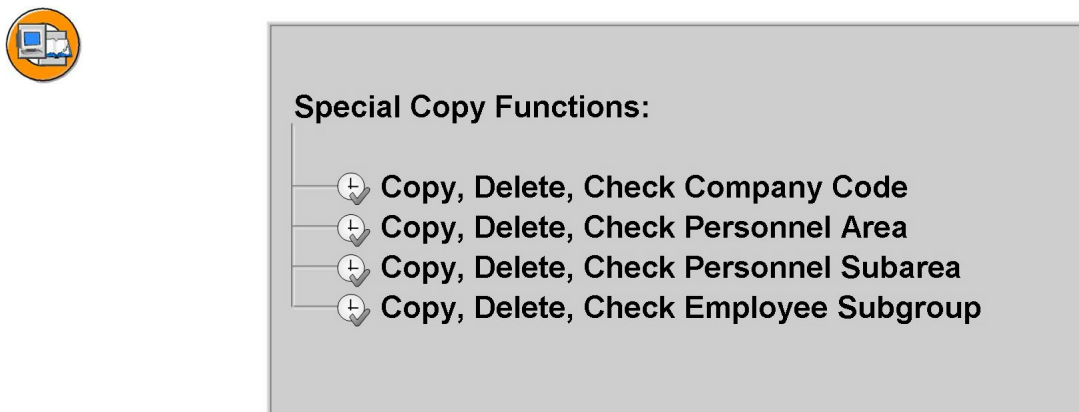 Special Copy Functions:
Copy, Delete, Check Company Code
Copy, Delete, Check Personnel Area
Copy, Delete, Check Personnel Subarea
Copy, Delete, Check Employee Subgroup